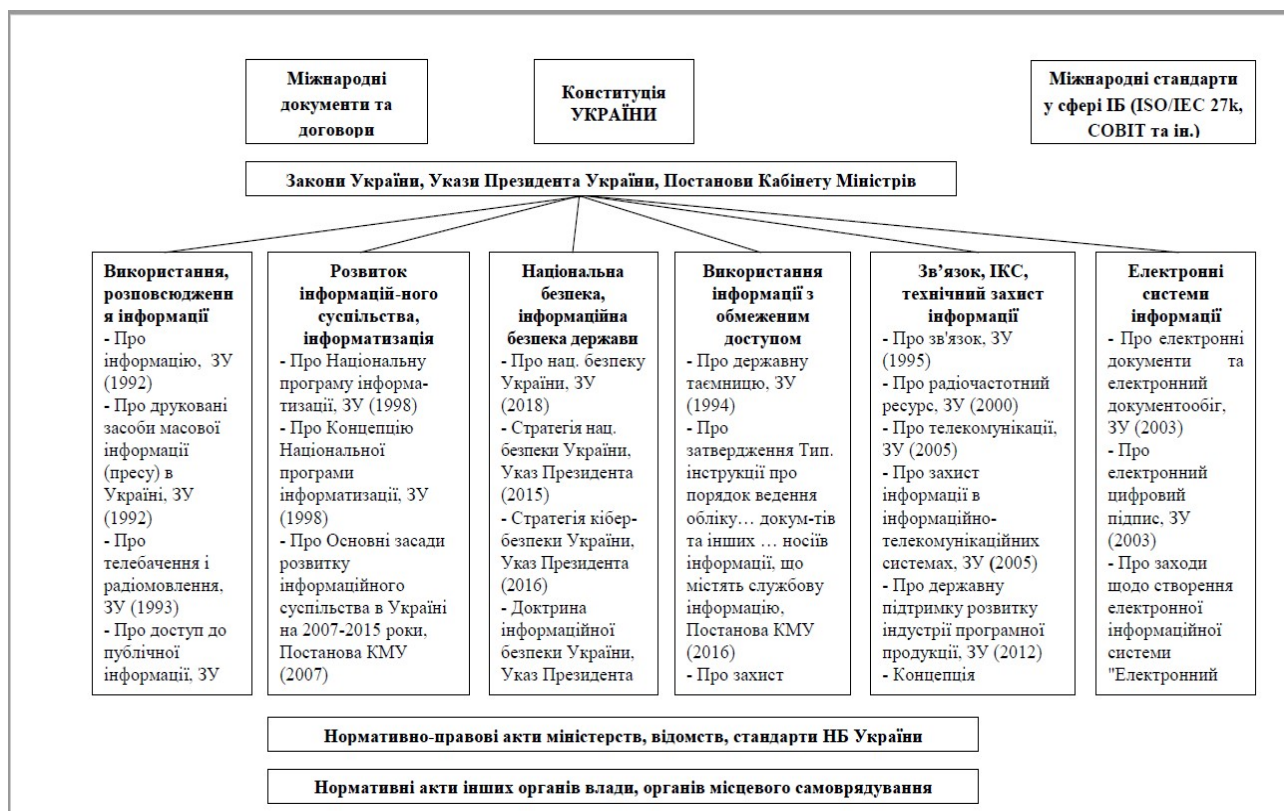 Міжнародні
документи та
договори
Конституція
УКРАЇНИ
Міжнародні стандарти
у сфері ІБ (ISO/IEC 27k,
COBIT та ін.)
Закони України, Укази Президента України, Постанови Кабінету Міністрів
Використання,
розповсюдженн
я інформації
- Про
інформацію, ЗУ
(1992)
- Про друковані
засоби масової
інформації
(пресу) в
Україні, ЗУ
(1992)
- Про
телебачення і
радіомовлення,
ЗУ (1993)
- Про доступ до
публічної
інформації, ЗУ
Розвиток
інформацій-ного
суспільства,
інформатизація
- Про Національну
програму інформа-
тизації, ЗУ (1998)
- Про Концепцію
Національної
програми
інформатизації, ЗУ
(1998)
- Про Основні засади
розвитку
інформаційного
суспільства в Україні
на 2007-2015 роки,
Постанова КМУ
(2007)
Національна
безпека,
інформаційна
безпека держави
- Про нац. безпеку
України, ЗУ
(2018)
- Стратегія нац.
безпеки України,
Указ Президента
(2015)
- Стратегія кібер-
безпеки України,
Указ Президента
(2016)
- Доктрина
інформаційної
безпеки України,
Указ Президента
Використання
інформації з
обмеженим
доступом
- Про державну
таємницю, ЗУ
(1994)
- Про
затвердження Тип.
інструкції про
порядок ведення
обліку… докум-тів
та інших … носіїв
інформації, що
містять службову
інформацію,
Постанова КМУ
(2016)
- Про захист
Зв’язок, ІКС,
технічний захист
інформації
- Про зв'язок, ЗУ
(1995)
- Про радіочастотний
ресурс, ЗУ (2000)
- Про телекомунікації,
ЗУ (2005)
- Про захист
інформації в
інформаційно-
телекомунікаційних
системах, ЗУ (2005)
- Про державну
підтримку розвитку
індустрії програмної
продукції, ЗУ (2012)
- Концепція
Електронні
системи
інформації
- Про електронні
документи та
електронний
документообіг,
ЗУ (2003)
- Про
електронний
цифровий
підпис, ЗУ
(2003)
- Про заходи
щодо створення
електронної
інформаційної
системи
"Електронний
Нормативно-правові акти міністерств, відомств, стандарти НБ України
Нормативні акти інших органів влади, органів місцевого самоврядування